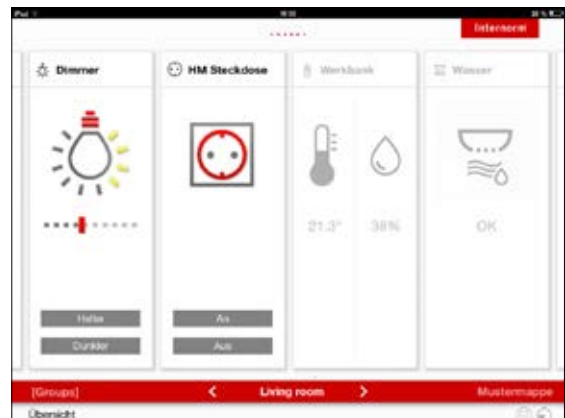 iPad
Internorm
Dimmer
HM Steckdose
Werkbank
Wasser
21.3°
38%
OK
Heller
An
Dunkler
Aus
[Groups]
< Living room >
Mustermappe
Übersicht